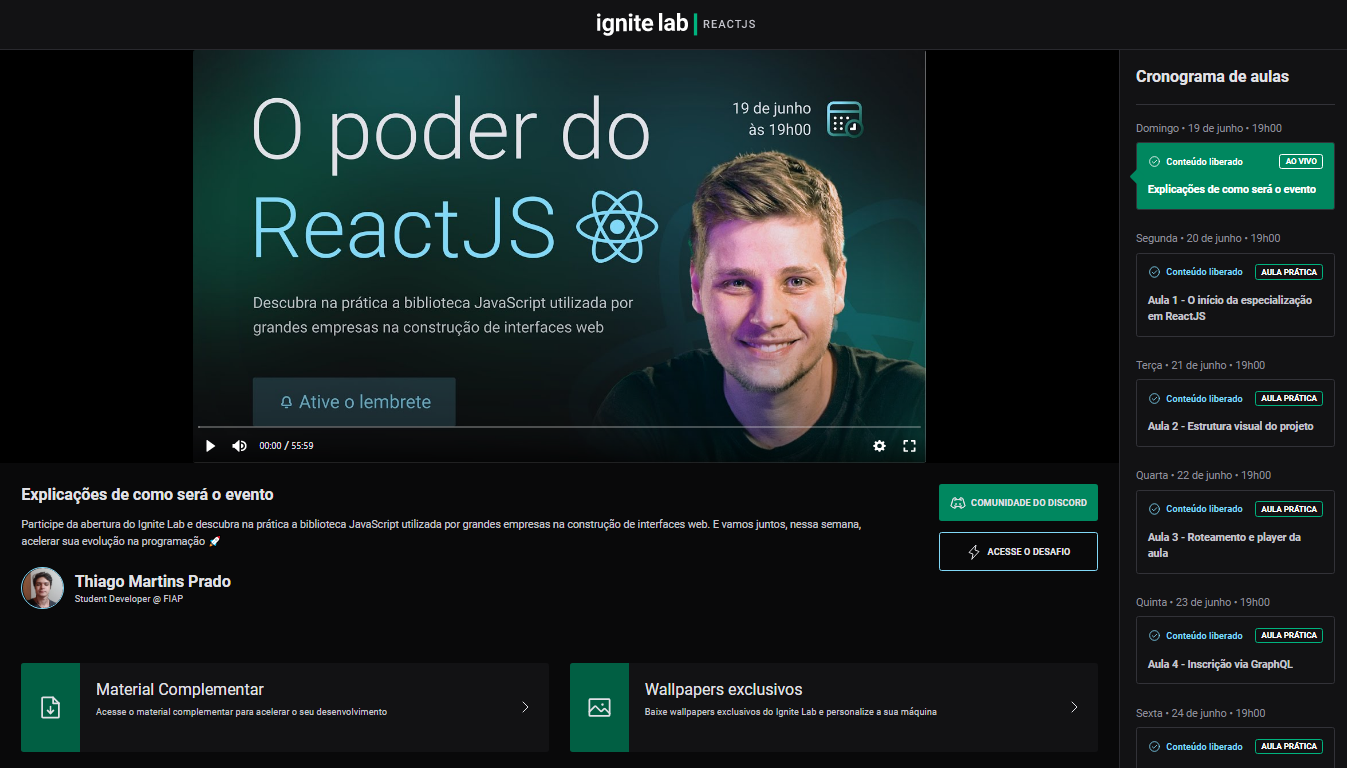 ignite lab | REACTJS
O poder do
ReactJS
19 de junho
às 19h00
Descubra na prática a biblioteca JavaScript utilizada por
grandes empresas na construção de interfaces web
Ative o lembrete
00:00 / 55:59
Explicações de como será o evento
Participe da abertura do Ignite Lab e descubra na prática a biblioteca JavaScript utilizada por grandes empresas na construção de interfaces web. E vamos juntos, nessa semana,
acelerar sua evolução na programação 🚀
Thiago Martins Prado
Student Developer @ FIAP
COMUNIDADE DO DISCORD
ACESSE O DESAFIO
Material Complementar
Acesse o material complementar para acelerar o seu desenvolvimento
Wallpapers exclusivos
Baixe wallpapers exclusivos do Ignite Lab e personalize a sua máquina
Cronograma de aulas
Domingo • 19 de junho • 19h00
Conteúdo liberado AO VIVO
Explicações de como será o evento
Segunda • 20 de junho • 19h00
Conteúdo liberado AULA PRÁTICA
Aula 1 - O início da especialização
em ReactJS
Terça • 21 de junho • 19h00
Conteúdo liberado AULA PRÁTICA
Aula 2 - Estrutura visual do projeto
Quarta • 22 de junho • 19h00
Conteúdo liberado AULA PRÁTICA
Aula 3 - Roteamento e player da
aula
Quinta • 23 de junho • 19h00
Conteúdo liberado AULA PRÁTICA
Aula 4 - Inscrição via GraphQL
Sexta • 24 de junho • 19h00
Conteúdo liberado AULA PRÁTICA